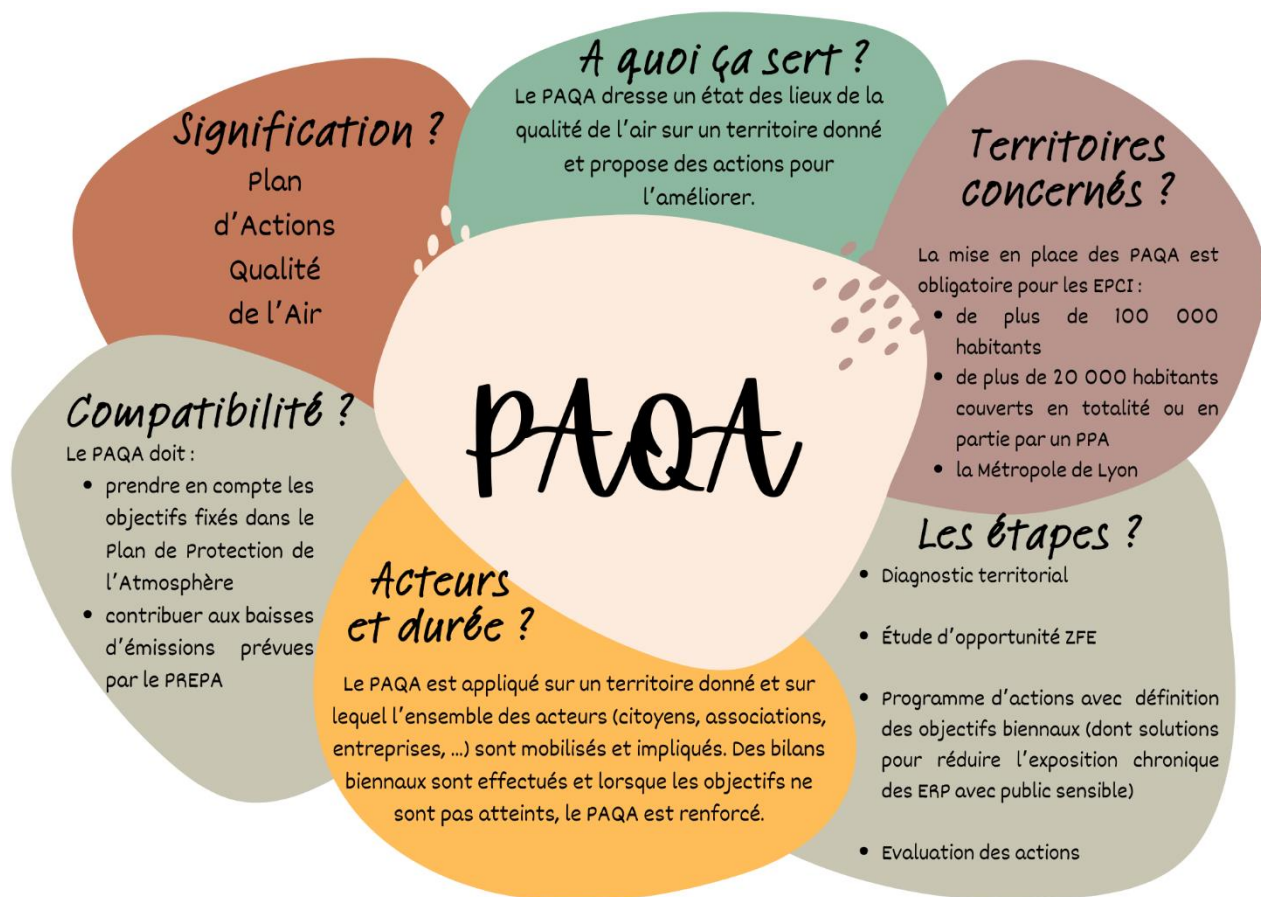 Signification ?
Plan
d'Actions
Qualité
de l'Air
A quoi ça sert ?
Le PAQA dresse un état des lieux de la
qualité de l'air sur un territoire donné
et propose des actions pour
l'améliorer.
Territoires
concernés ?
La mise en place des PAQA est
obligatoire pour les EPCI :
• de plus de 100 000
habitants
• de plus de 20 000 habitants
couverts en totalité ou en
partie par un PPA
• la Métropole de Lyon
PAQA
Compatibilité ?
Le PAQA doit :
• prendre en compte les
objectifs fixés dans le
Plan de Protection de
l'Atmosphère
• contribuer aux baisses
d'émissions prévues
par le PREPA
Acteurs
et durée ?
Le PAQA est appliqué sur un territoire donné et sur
lequel l'ensemble des acteurs (citoyens, associations,
entreprises, ...) sont mobilisés et impliqués. Des bilans
biennaux sont effectués et lorsque les objectifs ne
sont pas atteints, le PAQA est renforcé.
Les étapes ?
• Diagnostic territorial
• Étude d'opportunité ZFE
• Programme d'actions avec définition
des objectifs biennaux (dont solutions
pour réduire l'exposition chronique
des ERP avec public sensible)
• Evaluation des actions